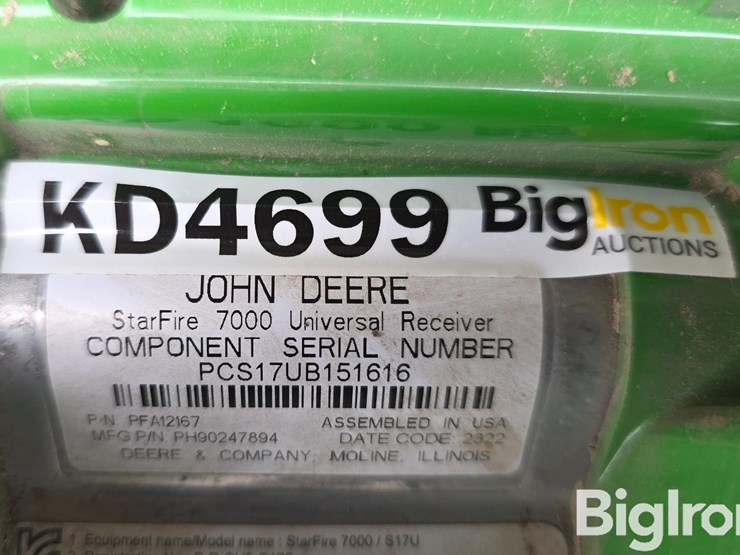 KD4699 BigIron
AUCTIONS
JOHN DEERE
StarFire 7000 Universal Receiver
COMPONENT SERIAL NUMBER
PCS17UB151616
P/N PFA12167 ASSEMBLED IN USA
MFG P/N: PH90247894 DATE CODE: 2322
DEERE & COMPANY, MOLINE, ILLINOIS
1. Equipment name/Model name : StarFire 7000 / S17U
BigIron